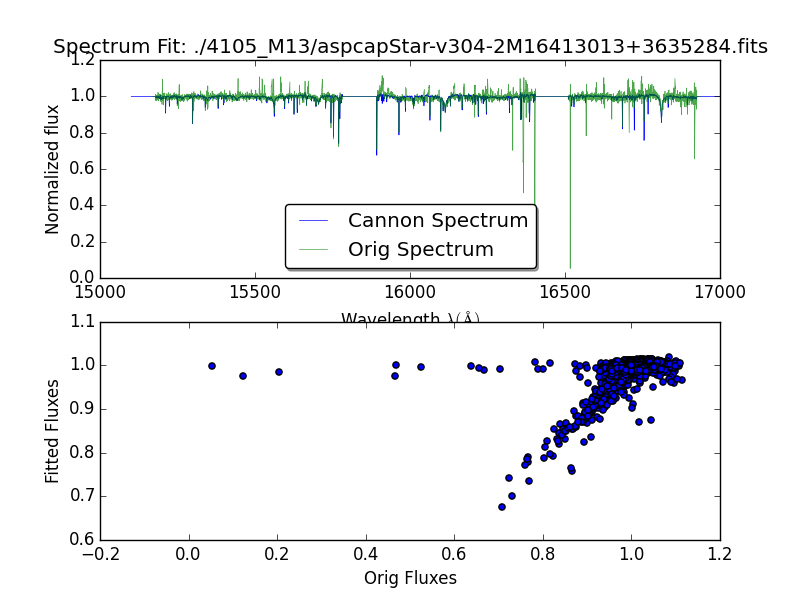 Spectrum Fit: ./4105_M13/aspcapStar-v304-2M16413013+3635284.fits
1.2
1.0
0.8
0.6
0.4
0.2
0.0
Normalized flux
Cannon Spectrum
Orig Spectrum
15000 15500 16000 16500 17000
Wavelength λ(Å)
1.1
1.0
0.9
0.8
0.7
0.6
Fitted Fluxes
−0.2 0.0 0.2 0.4 0.6 0.8 1.0 1.2
Orig Fluxes